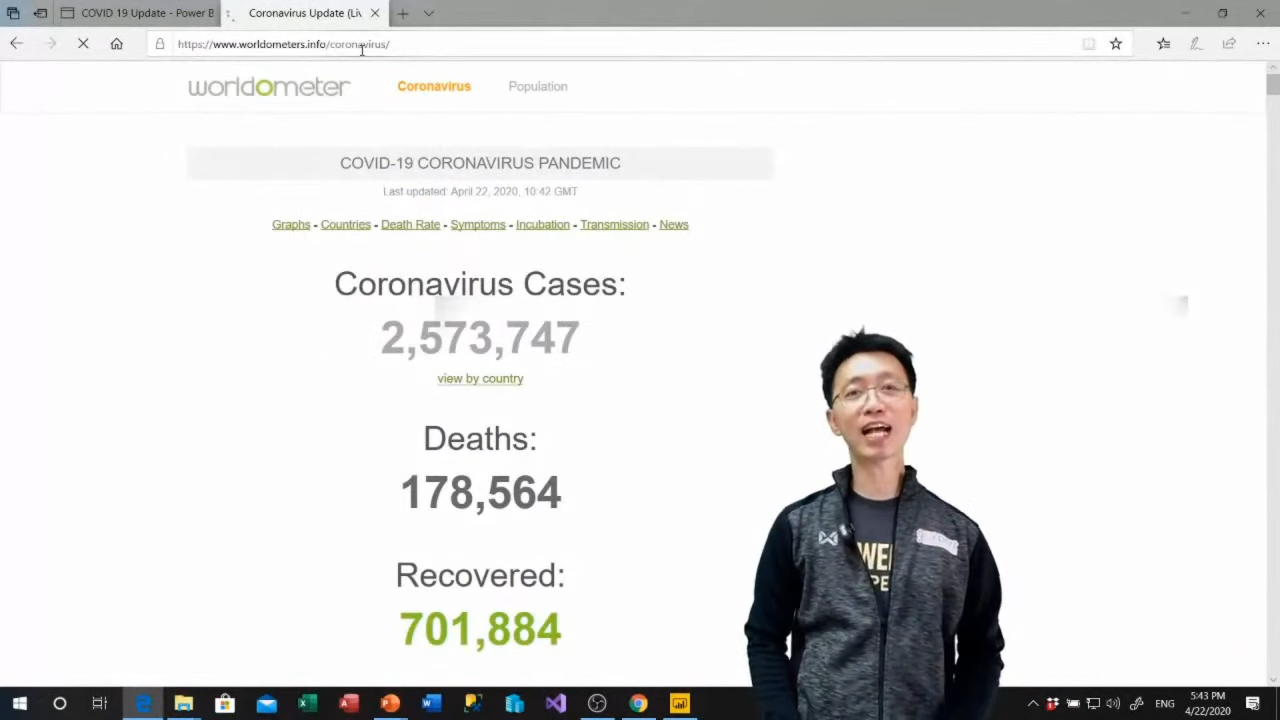 COVID-19 Update - Power B
Coronavirus Update (Li
https://www.worldometers.info/coronavirus/
worldometer
Coronavirus
Population
COVID-19 CORONAVIRUS PANDEMIC
Last updated: April 22, 2020, 10:42 GMT
Graphs - Countries - Death Rate - Symptoms - Incubation - Transmission - News
Coronavirus Cases:
2,573,747
view by country
Deaths:
178,564
Recovered:
701,884
ENG
5:43 PM
4/22/2020